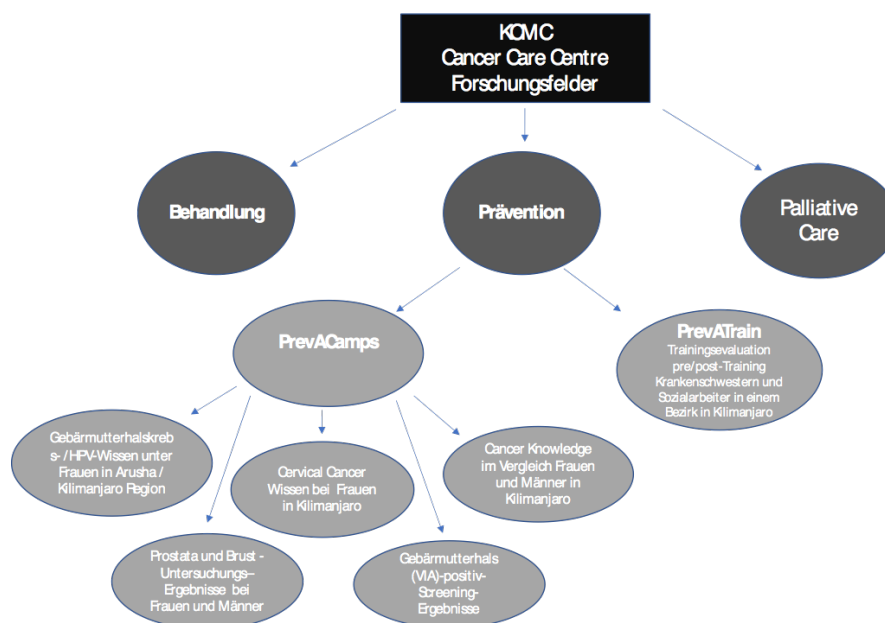 KCMC
Cancer Care Centre
Forschungsfelder
Behandlung
Prävention
Palliative
Care
PrevACamps
PrevATrain
Trainingsevaluation
pre/post-Training
Krankenschwestern und
Sozialarbeiter in einem
Bezirk in Kilimanjaro
Gebärmutterhalskreb
s- / HPV-Wissen unter
Frauen in Arusha /
Kilimanjaro Region
Cervical Cancer
Wissen bei Frauen
in Kilimanjaro
Cancer Knowledge
im Vergleich Frauen
und Männer in
Kilimanjaro
Prostata und Brust -
Untersuchungs–
Ergebnisse bei
Frauen und Männer
Gebärmutterhals
(VIA)-positiv-
Screening-
Ergebnisse